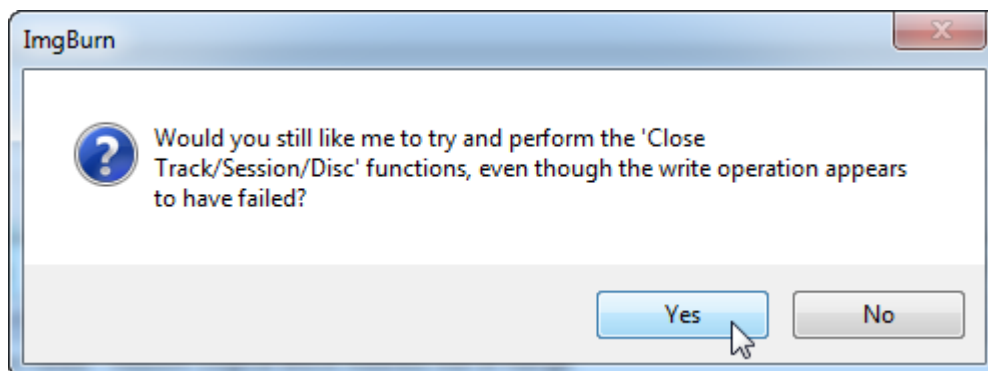 ImgBurn
Would you still like me to try and perform the 'Close
Track/Session/Disc' functions, even though the write operation appears
to have failed?
Yes
No